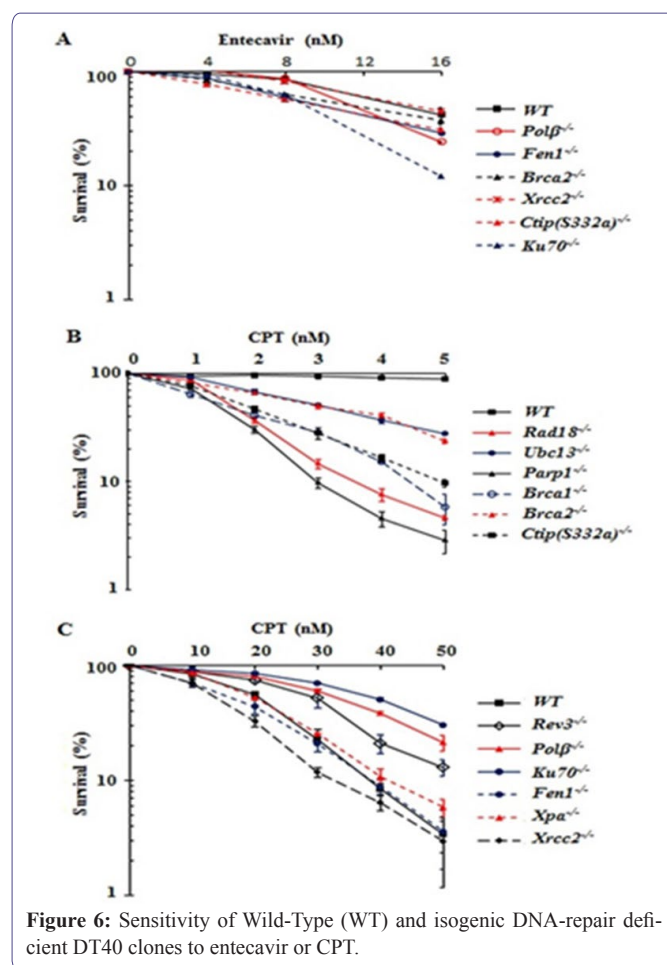 A
Entecavir (nM)
0 4 8 12 16
100
10
1
Survival (%)
WT
Polβ-/-
Fen1-/-
Brca2-/-
Xrcc2-/-
Ctip(S332a)-/-
Ku70-/-
B
CPT (nM)
0 1 2 3 4 5
100
10
1
Survival (%)
WT
Rad18-/-
Ubc13-/-
Parp1-/-
Brca1-/-
Brca2-/-
Ctip(S332a)-/-
C
CPT (nM)
0 10 20 30 40 50
100
10
1
Survival (%)
WT
Rev3-/-
Polβ-/-
Ku70-/-
Fen1-/-
Xpa-/-
Xrcc2-/-
Figure 6: Sensitivity of Wild-Type (WT) and isogenic DNA-repair defi-
cient DT40 clones to entecavir or CPT.